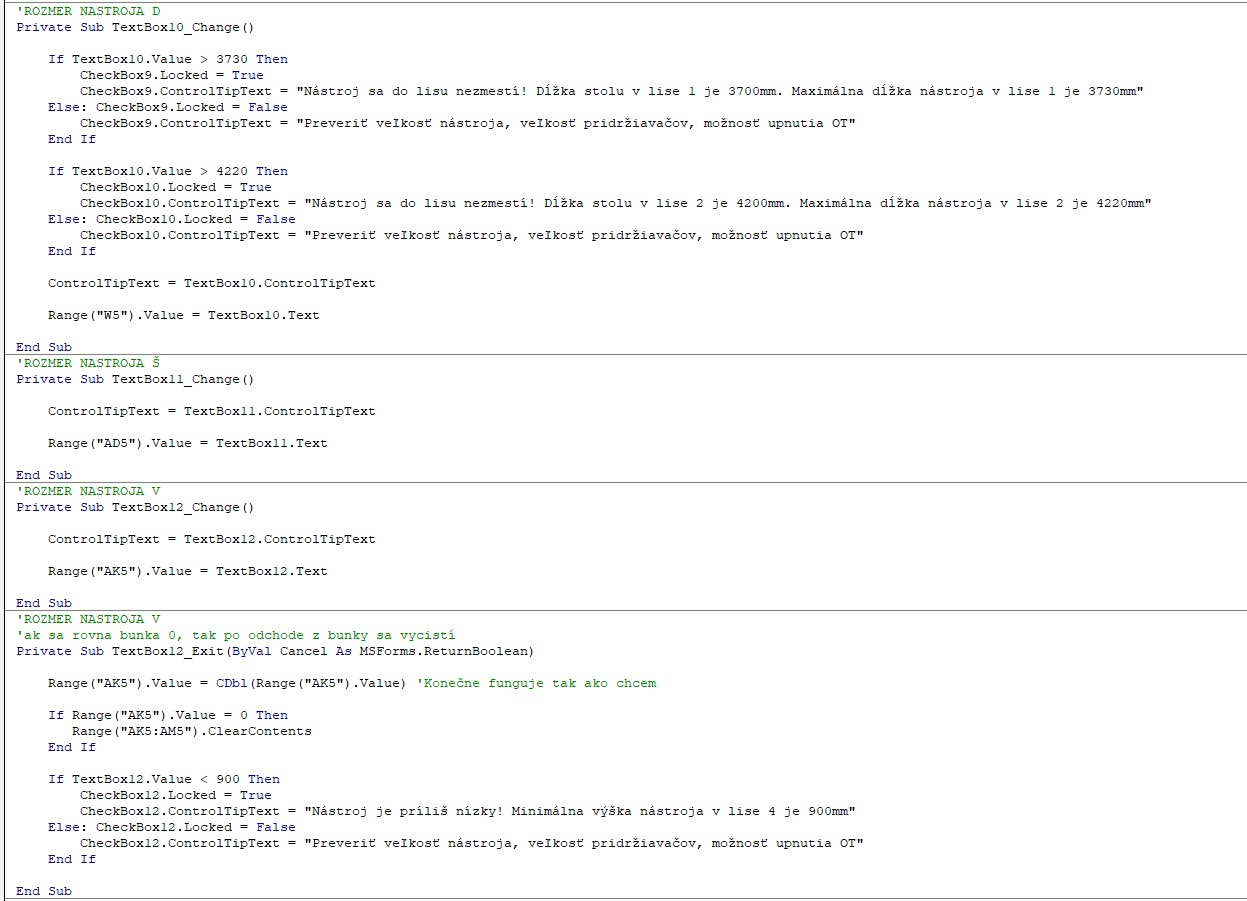 'ROZMER NASTROJA D
Private Sub TextBox10_Change()
If TextBox10.Value > 3730 Then
CheckBox9.Locked = True
CheckBox9.ControlTipText = "Nástroj sa do lisu nezmestí! Dĺžka stolu v lise 1 je 3700mm. Maximálna dĺžka nástroja v lise 1 je 3730mm"
Else: CheckBox9.Locked = False
CheckBox9.ControlTipText = "Preveriť veľkosť nástroja, veľkosť pridržiavačov, možnosť upnutia OT"
End If
If TextBox10.Value > 4220 Then
CheckBox10.Locked = True
CheckBox10.ControlTipText = "Nástroj sa do lisu nezmestí! Dĺžka stolu v lise 2 je 4200mm. Maximálna dĺžka nástroja v lise 2 je 4220mm"
Else: CheckBox10.Locked = False
CheckBox10.ControlTipText = "Preveriť veľkosť nástroja, veľkosť pridržiavačov, možnosť upnutia OT"
End If
ControlTipText = TextBox10.ControlTipText
Range("W5").Value = TextBox10.Text
End Sub
'ROZMER NASTROJA Š
Private Sub TextBox11_Change()
ControlTipText = TextBox11.ControlTipText
Range("AD5").Value = TextBox11.Text
End Sub
'ROZMER NASTROJA V
Private Sub TextBox12_Change()
ControlTipText = TextBox12.ControlTipText
Range("AK5").Value = TextBox12.Text
End Sub
'ROZMER NASTROJA V
'ak sa rovna bunka 0, tak po odchode z bunky sa vycistí
Private Sub TextBox12_Exit(ByVal Cancel As MSForms.ReturnBoolean)
Range("AK5").Value = CDbl(Range("AK5").Value) 'Konečne funguje tak ako chcem
If Range("AK5").Value = 0 Then
Range("AK5:AM5").ClearContents
End If
If TextBox12.Value < 900 Then
CheckBox12.Locked = True
CheckBox12.ControlTipText = "Nástroj je príliš nízky! Minimálna výška nástroja v lise 4 je 900mm"
Else: CheckBox12.Locked = False
CheckBox12.ControlTipText = "Preveriť veľkosť nástroja, veľkosť pridržiavačov, možnosť upnutia OT"
End If
End Sub